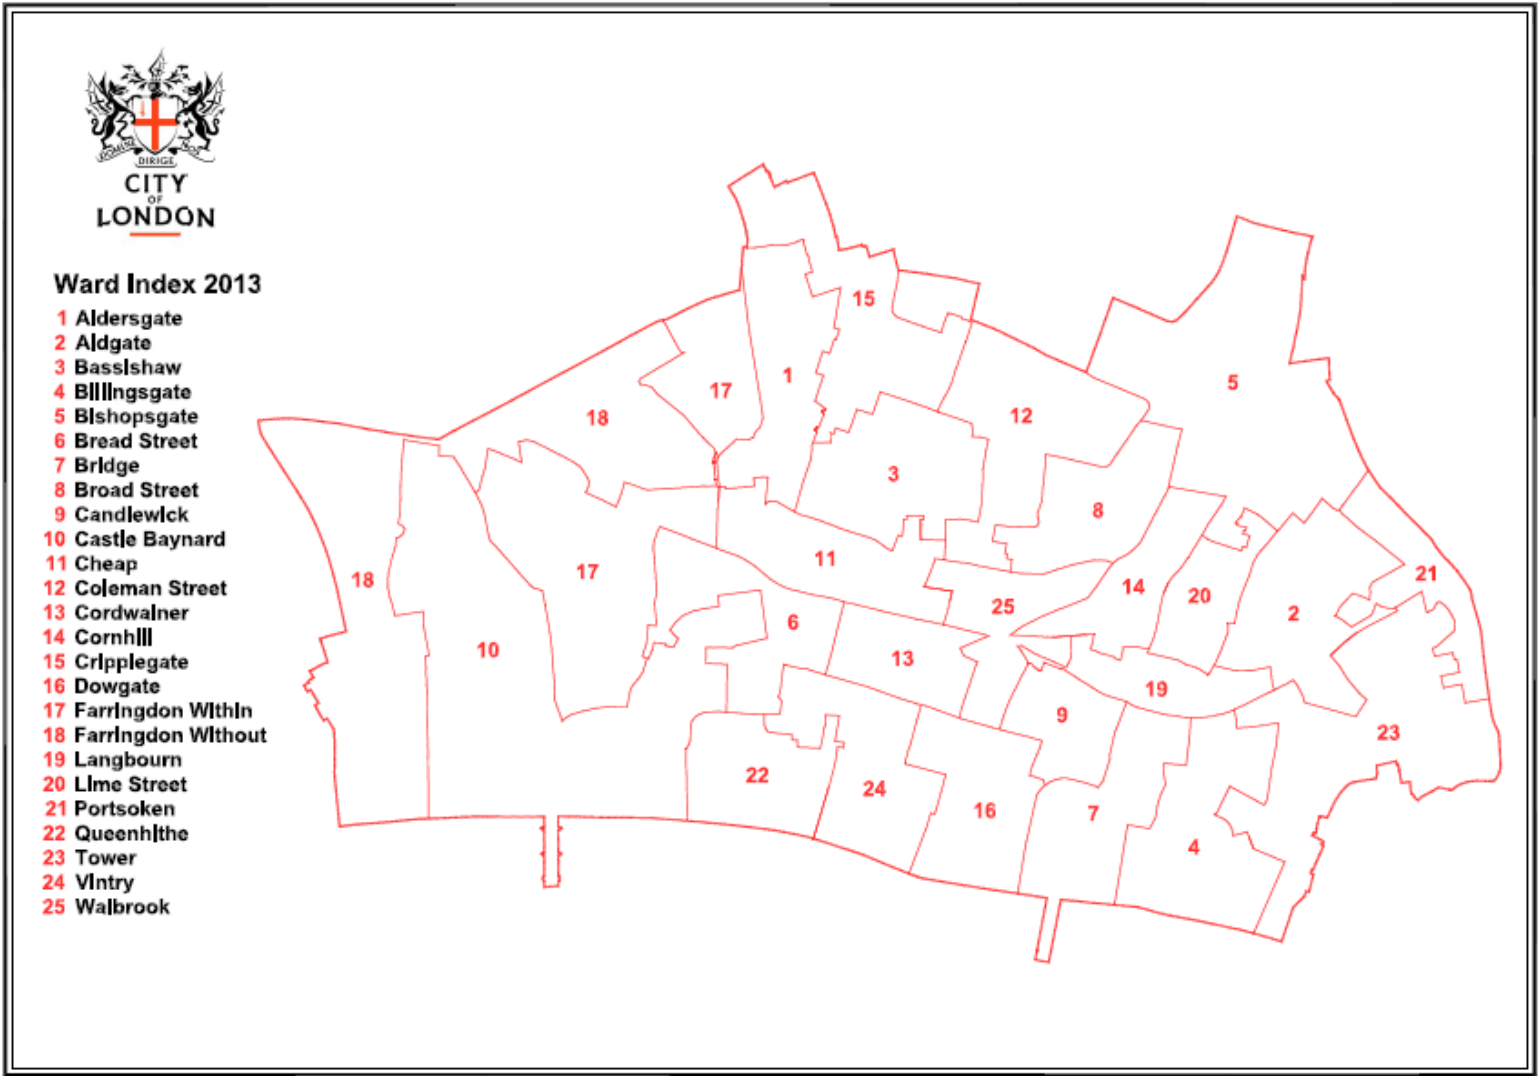 DOMINE DIRIGE NOS
CITY
OF
LONDON
Ward Index 2013
1 Aldersgate
2 Aldgate
3 Bassishaw
4 Billingsgate
5 Bishopsgate
6 Bread Street
7 Bridge
8 Broad Street
9 Candlewick
10 Castle Baynard
11 Cheap
12 Coleman Street
13 Cordwainer
14 Cornhill
15 Cripplegate
16 Dowgate
17 Farringdon Within
18 Farringdon Without
19 Langbourn
20 Lime Street
21 Portsoken
22 Queenhithe
23 Tower
24 Vintry
25 Walbrook
15
1
17
5
18
12
3
8
11
17
18
21
14
20
25
2
6
10
13
19
9
23
22
24
16
7
4